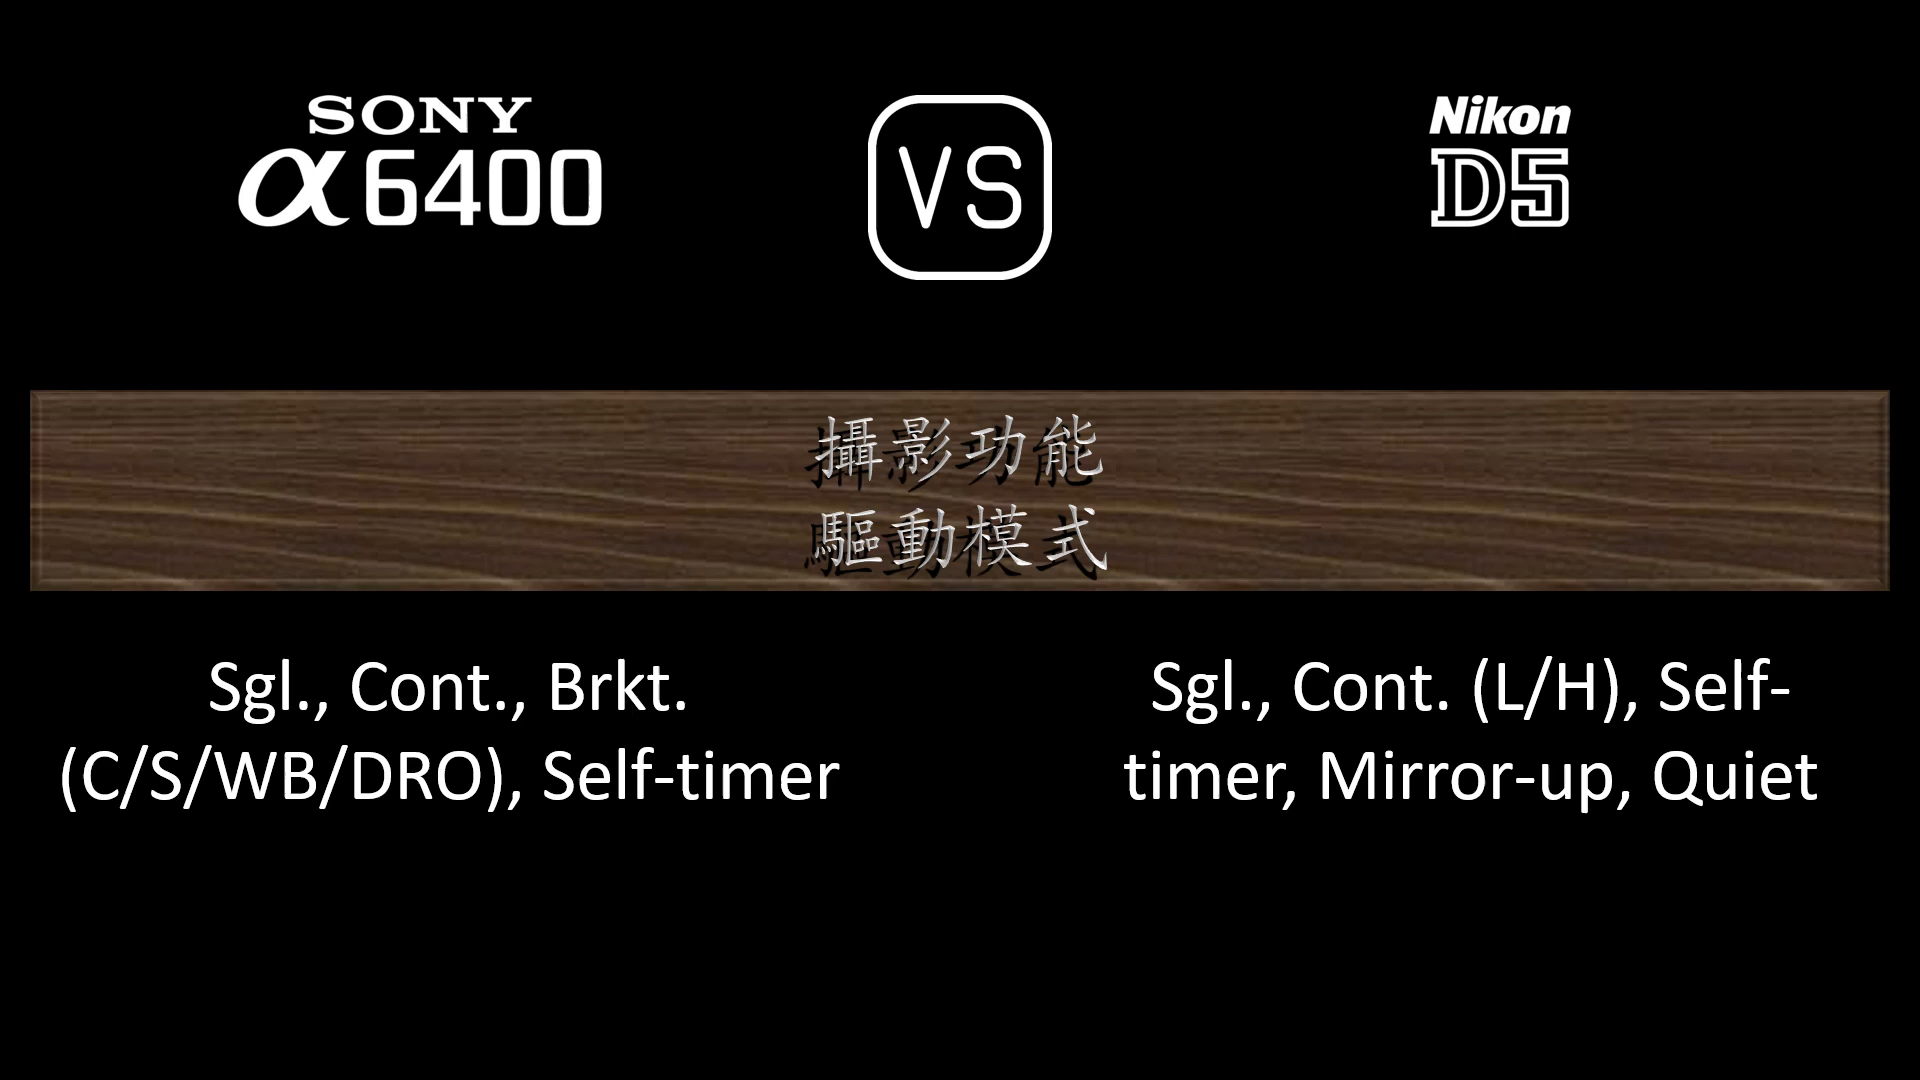 SONY
α6400
VS
Nikon
D5
攝影功能
驅動模式
Sgl., Cont., Brkt.
(C/S/WB/DRO), Self-timer
Sgl., Cont. (L/H), Self-
timer, Mirror-up, Quiet